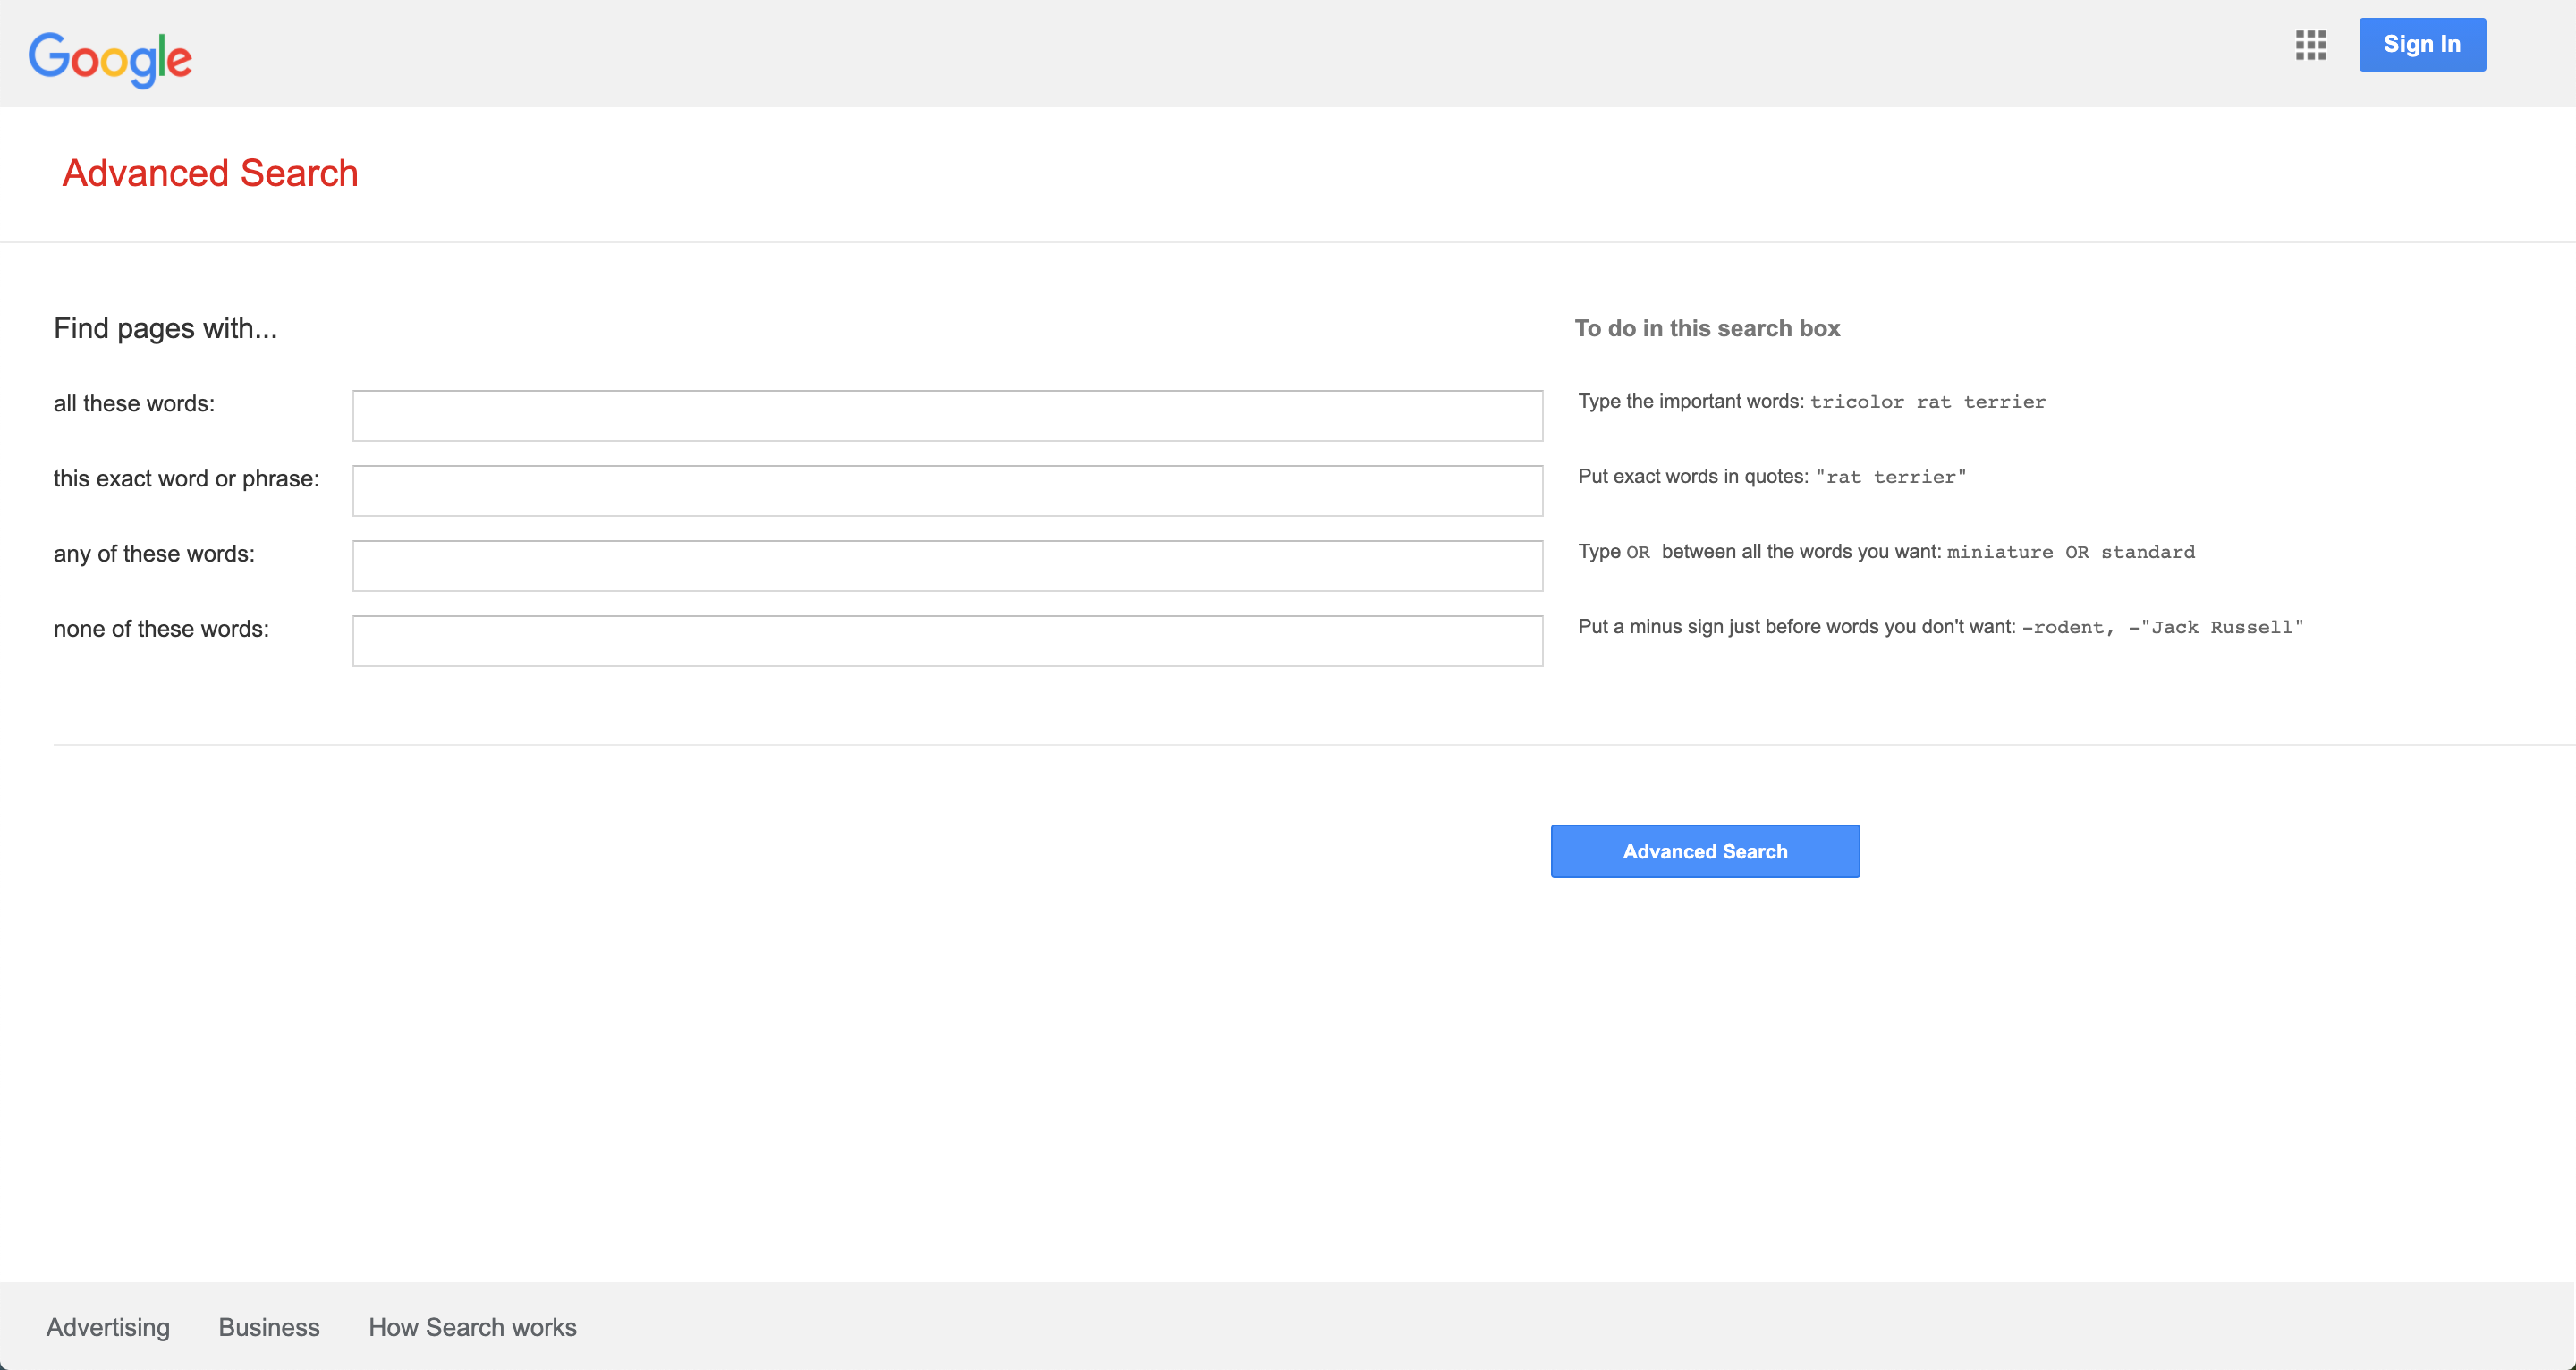 Google
Sign In
Advanced Search
Find pages with...
To do in this search box
all these words:
Type the important words: tricolor rat terrier
this exact word or phrase:
Put exact words in quotes: "rat terrier"
any of these words:
Type OR between all the words you want: miniature OR standard
none of these words:
Put a minus sign just before words you don't want: -rodent, -"Jack Russell"
Advanced Search
Advertising Business How Search works